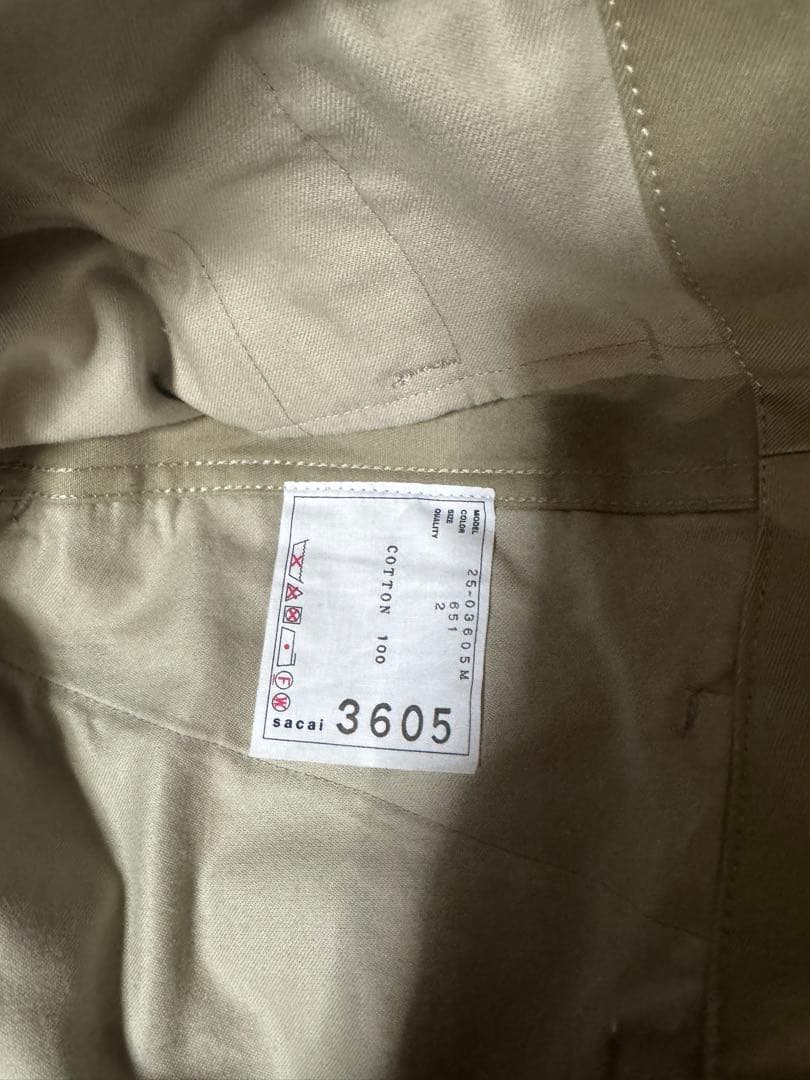 MODEL 25-03605M
COLOR 651
SIZE 2
QUALITY
COTTON 100
F
W
sacai 3605